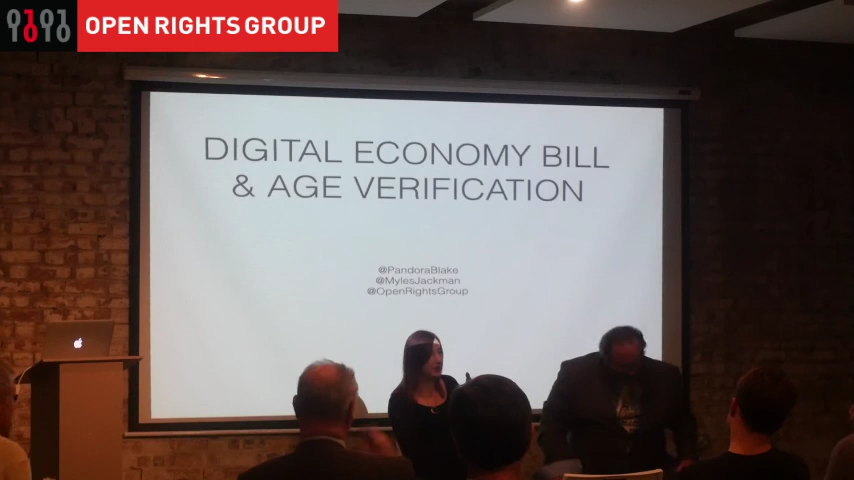 OPEN RIGHTS GROUP
DIGITAL ECONOMY BILL
& AGE VERIFICATION
@PandoraBlake
@MylesJackman
@OpenRightsGroup